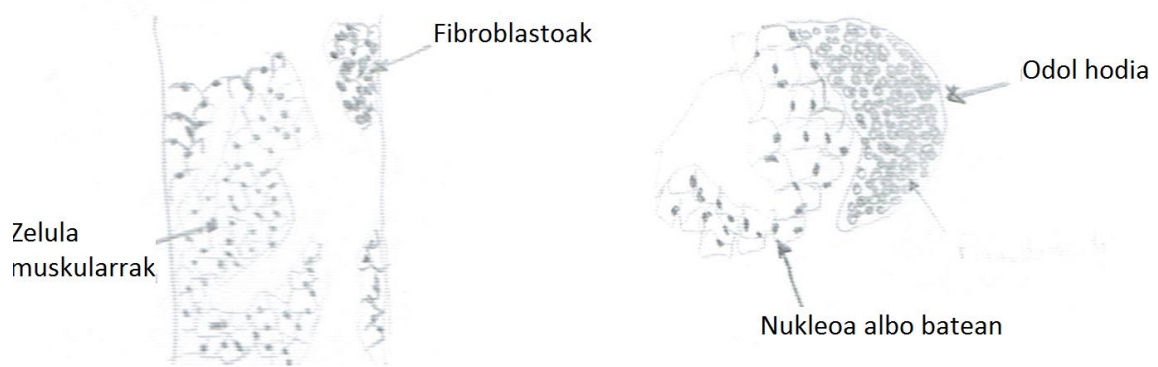 Fibroblastoak
Zelula
muskularrak
Odol hodia
Nukleoa albo batean